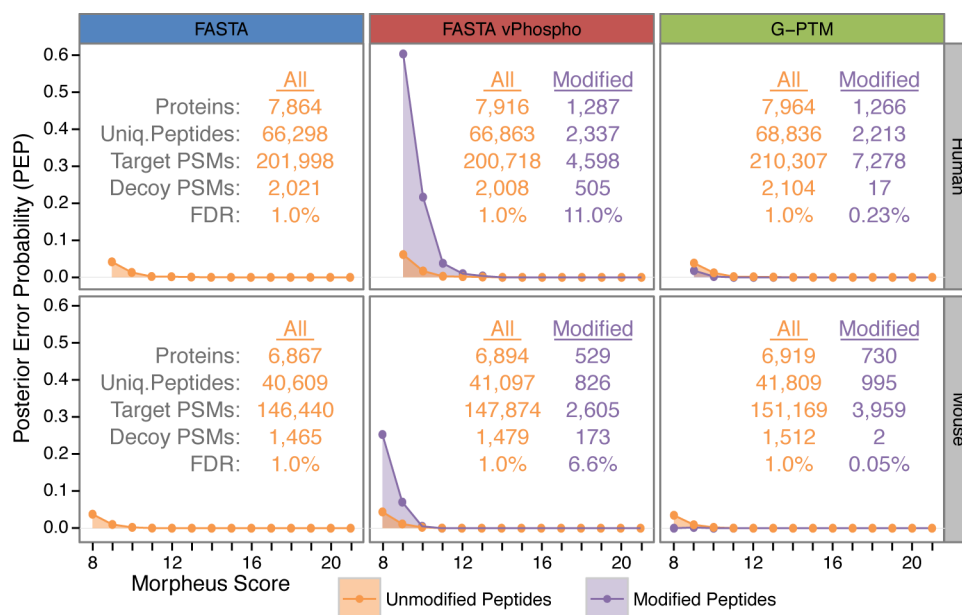 FASTA
FASTA vPhospho
G−PTM
Posterior Error Probability (PEP)
0.6
0.5
0.4
0.3
0.2
0.1
0.0
All
Proteins: 7,864
Uniq.Peptides: 66,298
Target PSMs: 201,998
Decoy PSMs: 2,021
FDR: 1.0%
All Modified
7,916 1,287
66,863 2,337
200,718 4,598
2,008 505
1.0% 11.0%
All Modified
7,964 1,266
68,836 2,213
210,307 7,278
2,104 17
1.0% 0.23%
Human
0.6
0.5
0.4
0.3
0.2
0.1
0.0
All
Proteins: 6,867
Uniq.Peptides: 40,609
Target PSMs: 146,440
Decoy PSMs: 1,465
FDR: 1.0%
All Modified
6,894 529
41,097 826
147,874 2,605
1,479 173
1.0% 6.6%
All Modified
6,919 730
41,809 995
151,169 3,959
1,512 2
1.0% 0.05%
Mouse
8 12 16 20
8 12 16 20
8 12 16 20
Morpheus Score
Unmodified Peptides
Modified Peptides